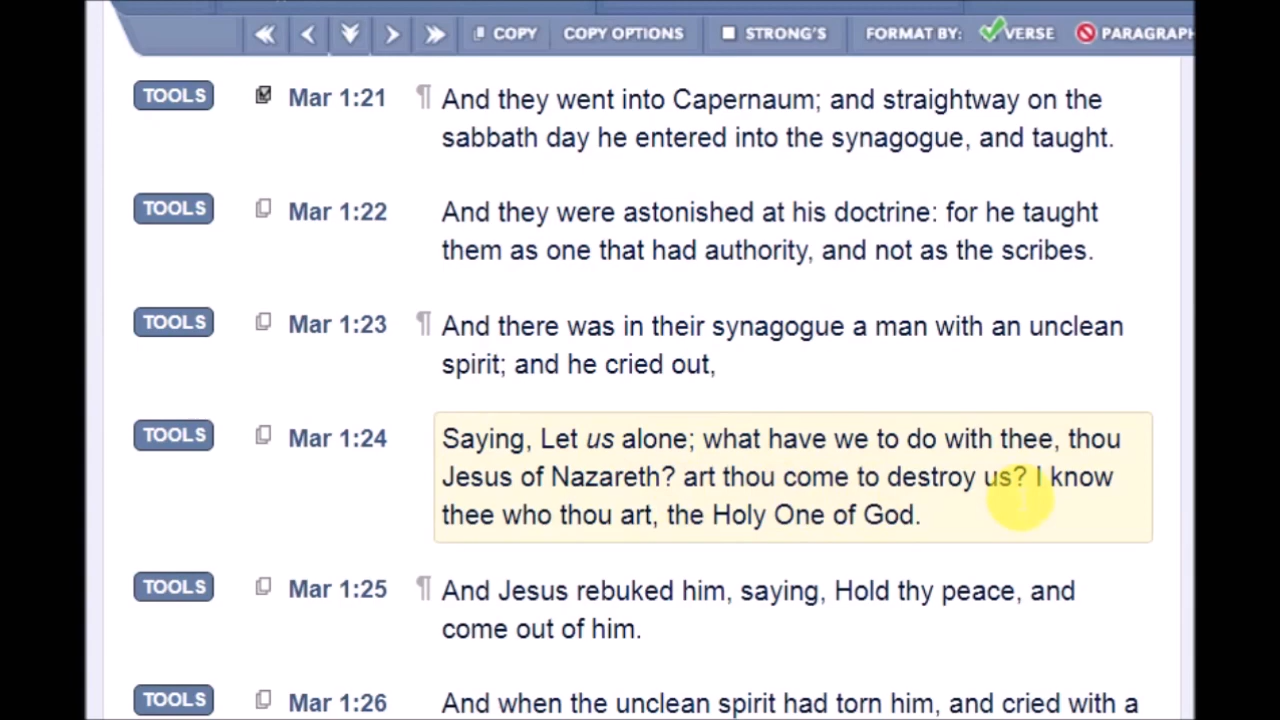 COPY COPY OPTIONS STRONG'S FORMAT BY: VERSE PARAGRAPH
TOOLS Mar 1:21 ¶ And they went into Capernaum; and straightway on the
sabbath day he entered into the synagogue, and taught.
TOOLS Mar 1:22 And they were astonished at his doctrine: for he taught
them as one that had authority, and not as the scribes.
TOOLS Mar 1:23 ¶ And there was in their synagogue a man with an unclean
spirit; and he cried out,
TOOLS Mar 1:24 Saying, Let us alone; what have we to do with thee, thou
Jesus of Nazareth? art thou come to destroy us? I know
thee who thou art, the Holy One of God.
TOOLS Mar 1:25 ¶ And Jesus rebuked him, saying, Hold thy peace, and
come out of him.
TOOLS Mar 1:26 And when the unclean spirit had torn him, and cried with a